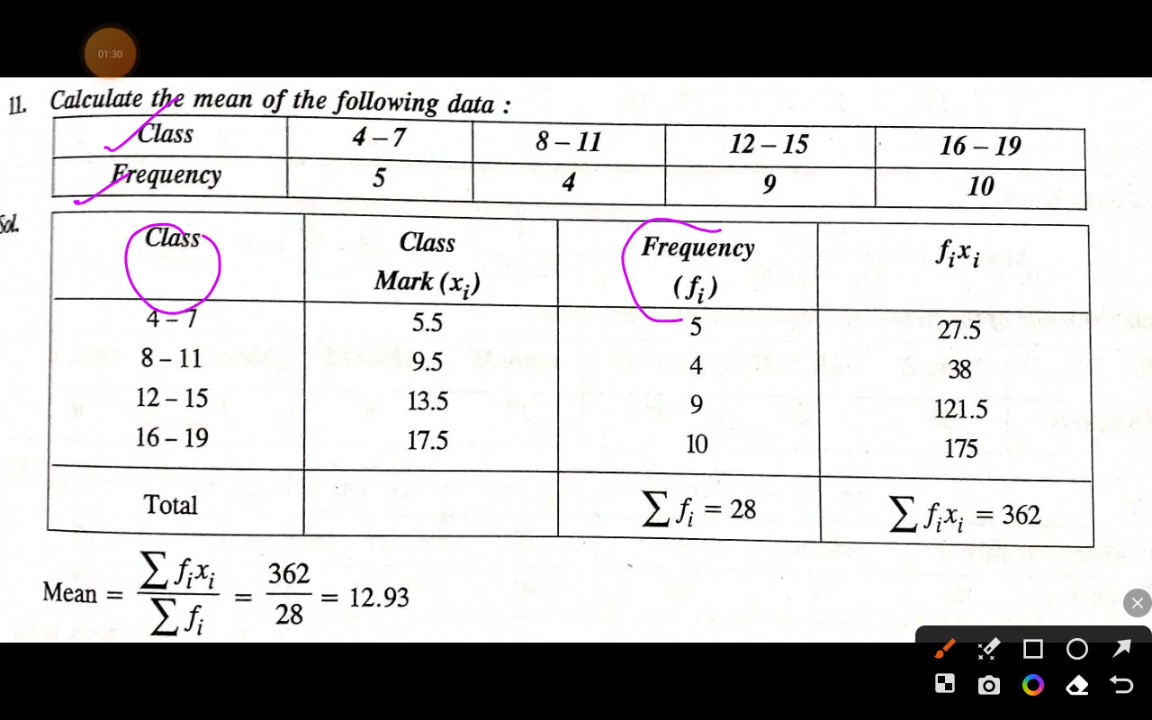 01:30
11. Calculate the mean of the following data :
Class 4 – 7 8 – 11 12 – 15 16 – 19
Frequency 5 4 9 10
Sol.
Class Class Mark (xᵢ) Frequency (fᵢ) fᵢxᵢ
4 – 7 5.5 5 27.5
8 – 11 9.5 4 38
12 – 15 13.5 9 121.5
16 – 19 17.5 10 175
Total ∑ fᵢ = 28 ∑ fᵢxᵢ = 362
Mean = ∑ fᵢxᵢ / ∑ fᵢ = 362 / 28 = 12.93